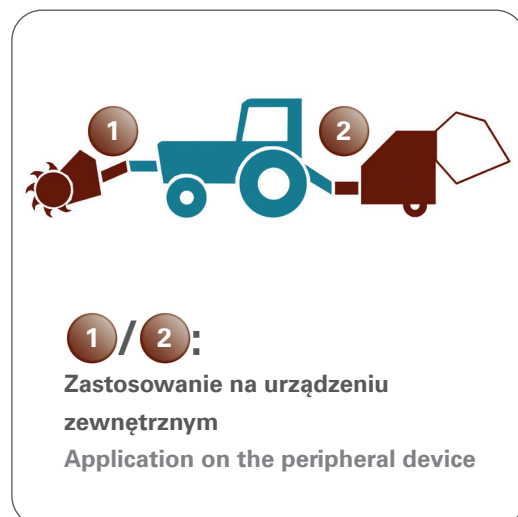 1
2
1/2:
Zastosowanie na urządzeniu
zewnętrznym
Application on the peripheral device